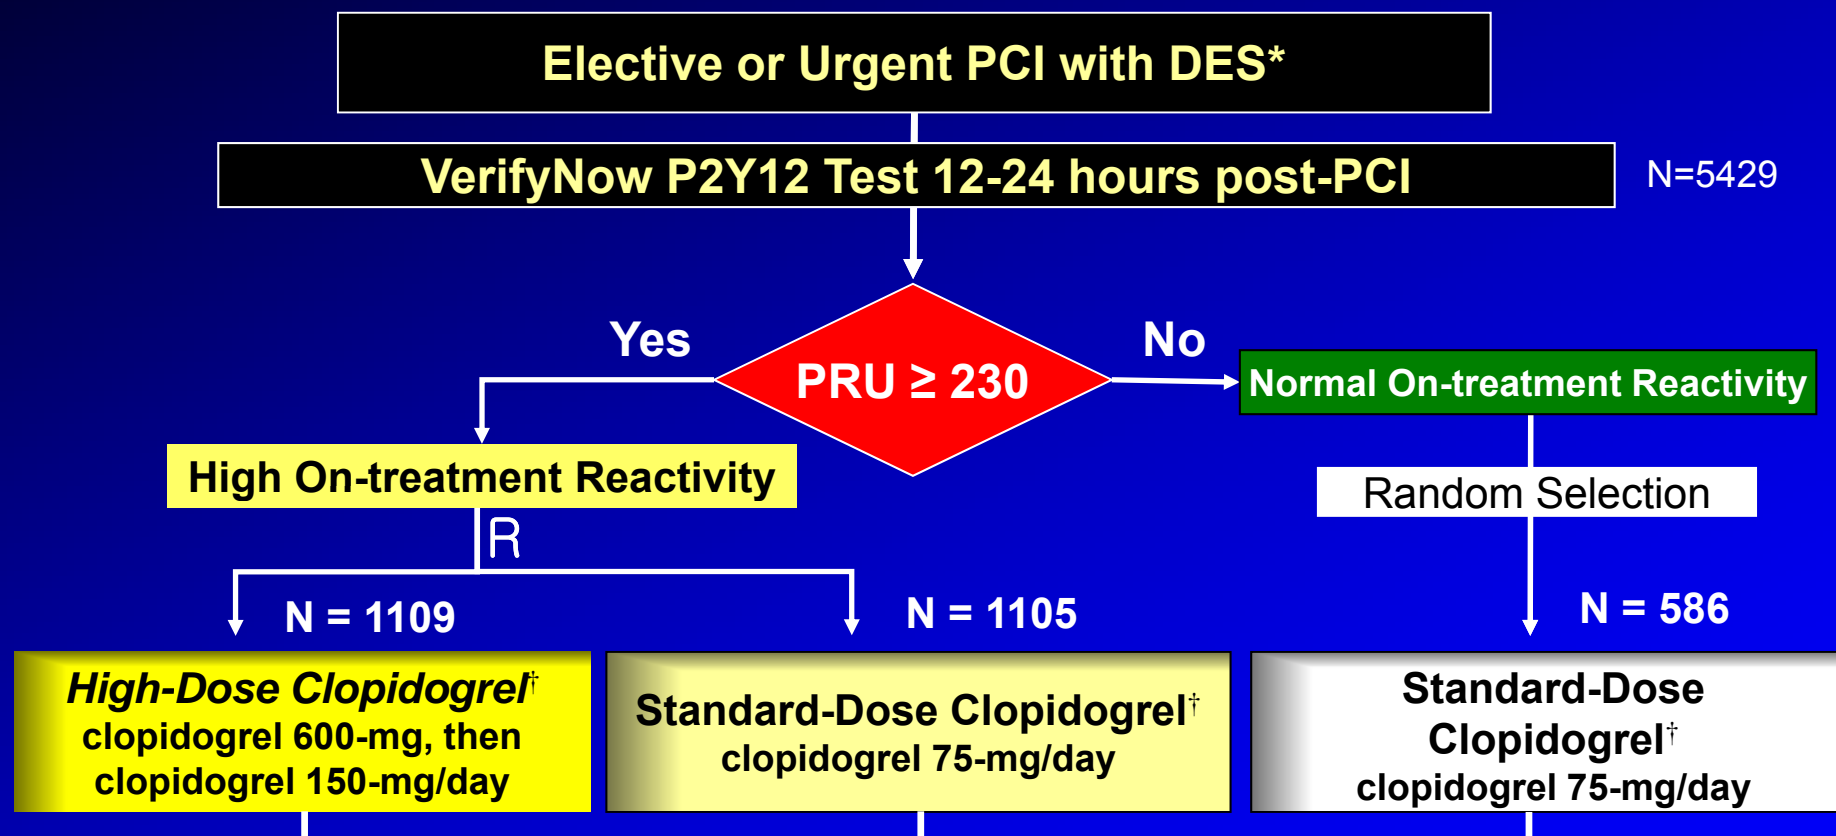 Elective or Urgent PCI with DES*
VerifyNow P2Y12 Test 12-24 hours post-PCI
N=5429
Yes
No
PRU ≥ 230
Normal On-treatment Reactivity
High On-treatment Reactivity
Random Selection
R
N = 1109
N = 1105
N = 586
High-Dose Clopidogrel†
clopidogrel 600-mg, then
clopidogrel 150-mg/day
Standard-Dose Clopidogrel†
clopidogrel 75-mg/day
Standard-Dose
Clopidogrel†
clopidogrel 75-mg/day